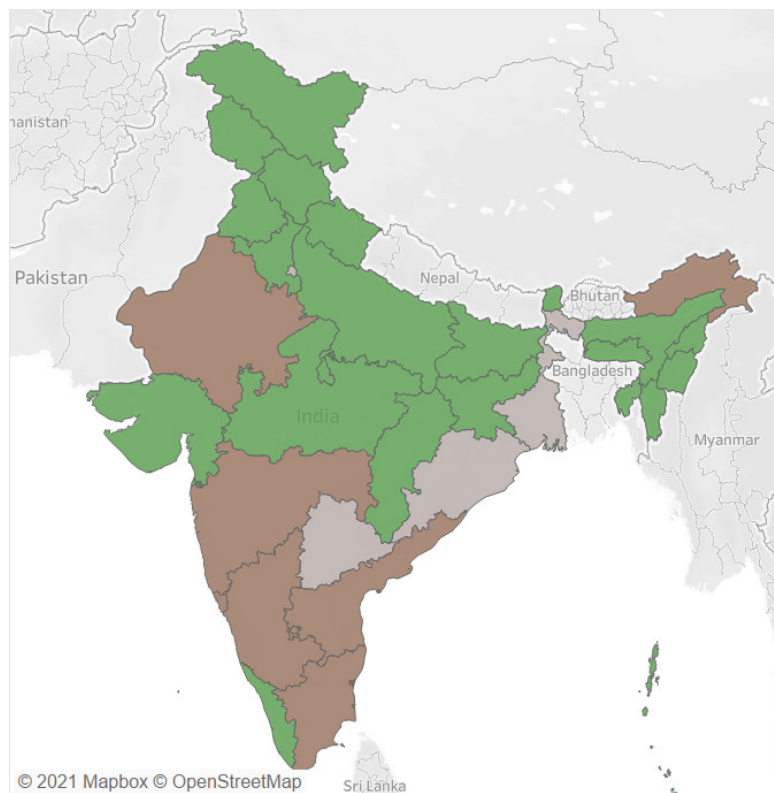 hanistan
Pakistan
Nepal
Bhutan
India
Bangladesh
Myanmar
Sri Lanka
© 2021 Mapbox © OpenStreetMap